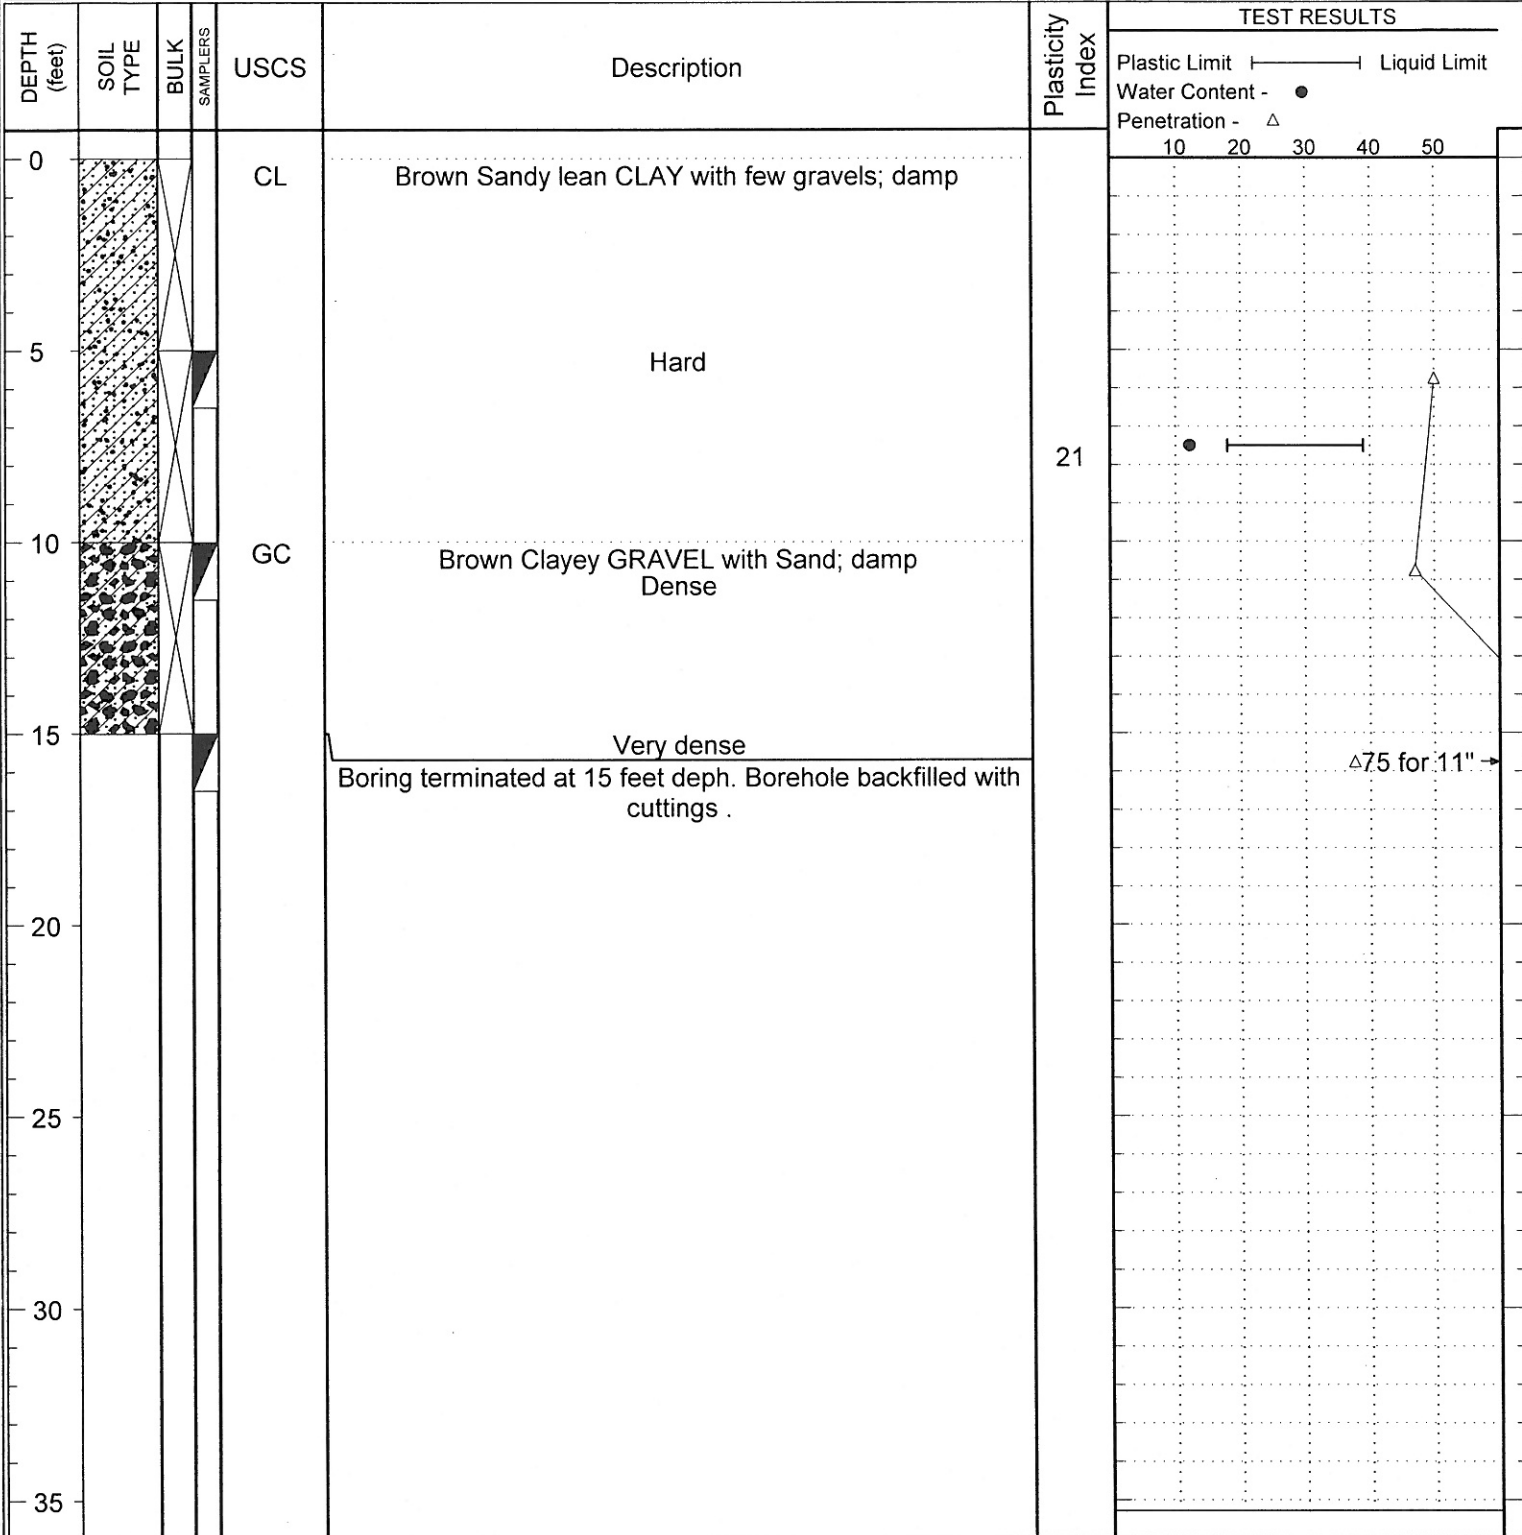 DEPTH
(feet)
SOIL
TYPE
BULK
SAMPLERS
USCS
Description
Plasticity
Index
TEST RESULTS
Plastic Limit Liquid Limit
Water Content -
Penetration -
10 20 30 40 50
0
CL
Brown Sandy lean CLAY with few gravels; damp
5
Hard
21
10
GC
Brown Clayey GRAVEL with Sand; damp
Dense
15
Very dense
75 for 11"
Boring terminated at 15 feet deph. Borehole backfilled with
cuttings .
20
25
30
35